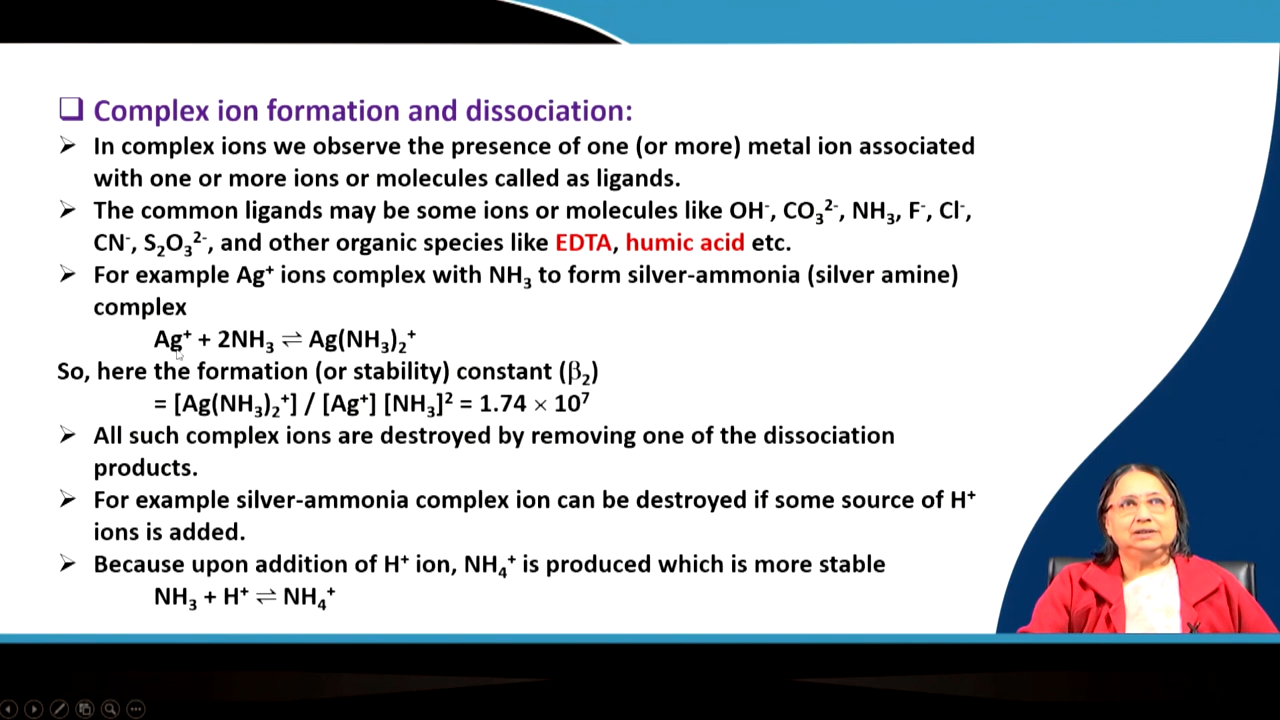 Complex ion formation and dissociation:
In complex ions we observe the presence of one (or more) metal ion associated
with one or more ions or molecules called as ligands.
The common ligands may be some ions or molecules like OH⁻, CO₃²⁻, NH₃, F⁻, Cl⁻,
CN⁻, S₂O₃²⁻, and other organic species like EDTA, humic acid etc.
For example Ag⁺ ions complex with NH₃ to form silver-ammonia (silver amine)
complex
Ag⁺ + 2NH₃ ⇌ Ag(NH₃)₂⁺
So, here the formation (or stability) constant (β₂)
= [Ag(NH₃)₂⁺] / [Ag⁺] [NH₃]² = 1.74 × 10⁷
All such complex ions are destroyed by removing one of the dissociation
products.
For example silver-ammonia complex ion can be destroyed if some source of H⁺
ions is added.
Because upon addition of H⁺ ion, NH₄⁺ is produced which is more stable
NH₃ + H⁺ ⇌ NH₄⁺